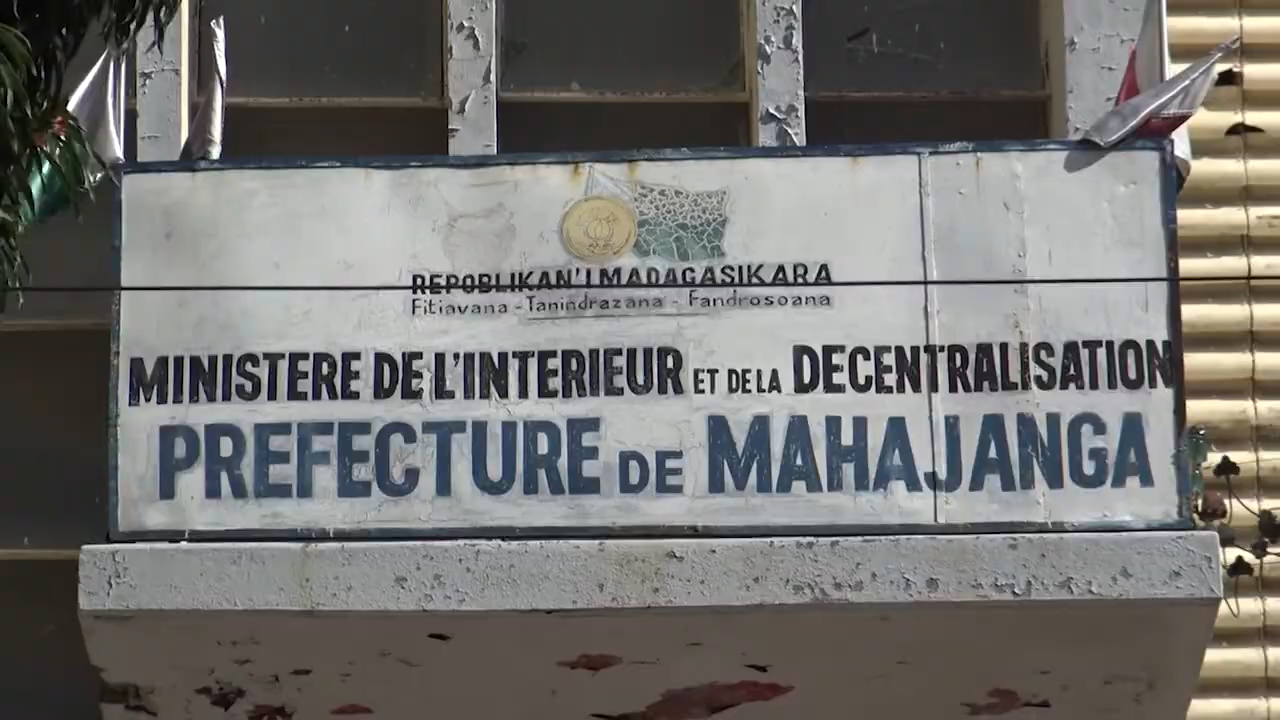 REPOBLIKAN'I MADAGASIKARA
Fitiavana - Tanindrazana - Fandrosoana
MINISTERE DE L'INTERIEUR ET DE LA DECENTRALISATION
PREFECTURE DE MAHAJANGA